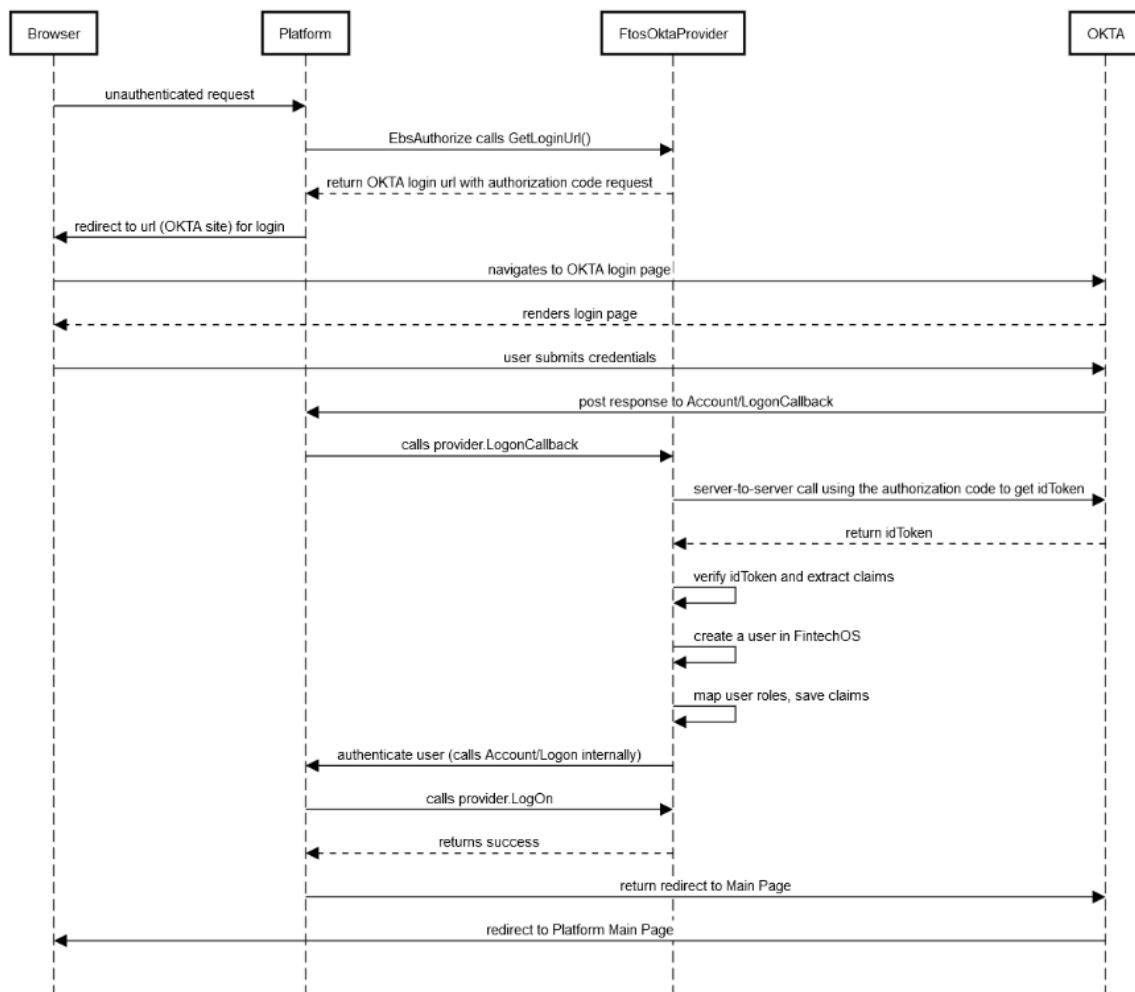 Browser
Platform
FtosOktaProvider
OKTA
unauthenticated request
EbsAuthorize calls GetLoginUrl()
return OKTA login url with authorization code request
redirect to url (OKTA site) for login
navigates to OKTA login page
renders login page
user submits credentials
post response to Account/LogonCallback
calls provider.LogonCallback
server-to-server call using the authorization code to get idToken
return idToken
verify idToken and extract claims
create a user in FintechOS
map user roles, save claims
authenticate user (calls Account/Logon internally)
calls provider.LogOn
returns success
return redirect to Main Page
redirect to Platform Main Page